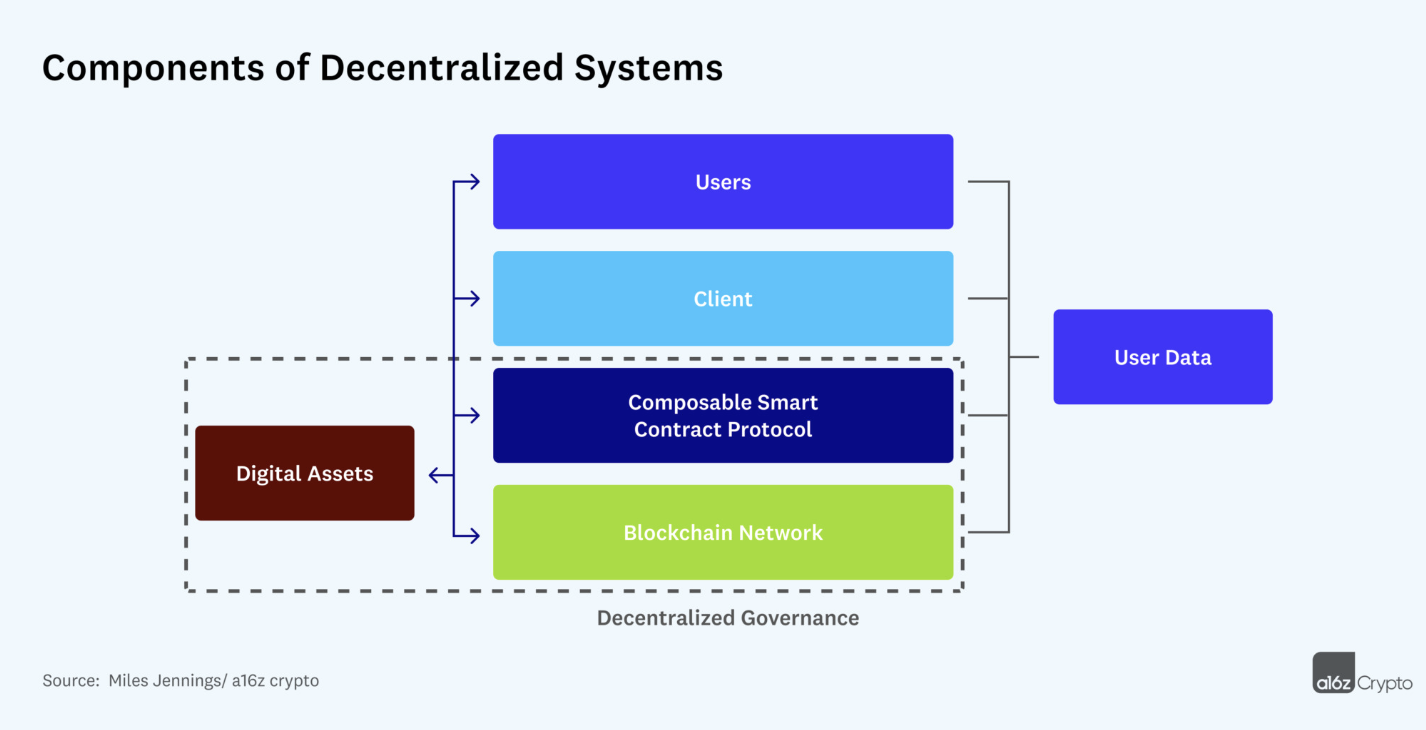 Components of Decentralized Systems
Users
Client
User Data
Composable Smart
Contract Protocol
Digital Assets
Blockchain Network
Decentralized Governance
Source: Miles Jennings/ a16z crypto
a16z Crypto